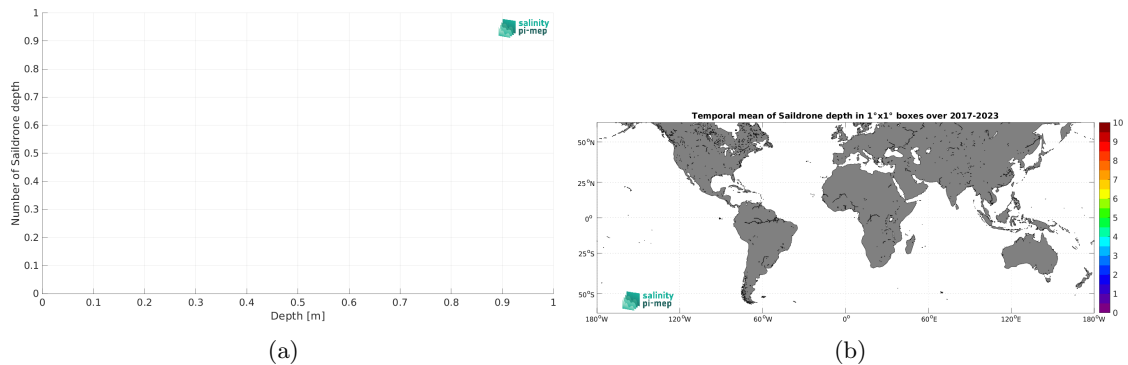 1
0.9
0.8
0.7
0.6
0.5
0.4
0.3
0.2
0.1
0
Number of Saildrone depth
salinity
pi-mep
0 0.1 0.2 0.3 0.4 0.5 0.6 0.7 0.8 0.9 1
Depth [m]
(a)
Temporal mean of Saildrone depth in 1°x1° boxes over 2017-2023
50°N
25°N
0°
25°S
50°S
salinity
pi-mep
180°W 120°W 60°W 0° 60°E 120°E 180°W
10
9
8
7
6
5
4
3
2
1
0
(b)